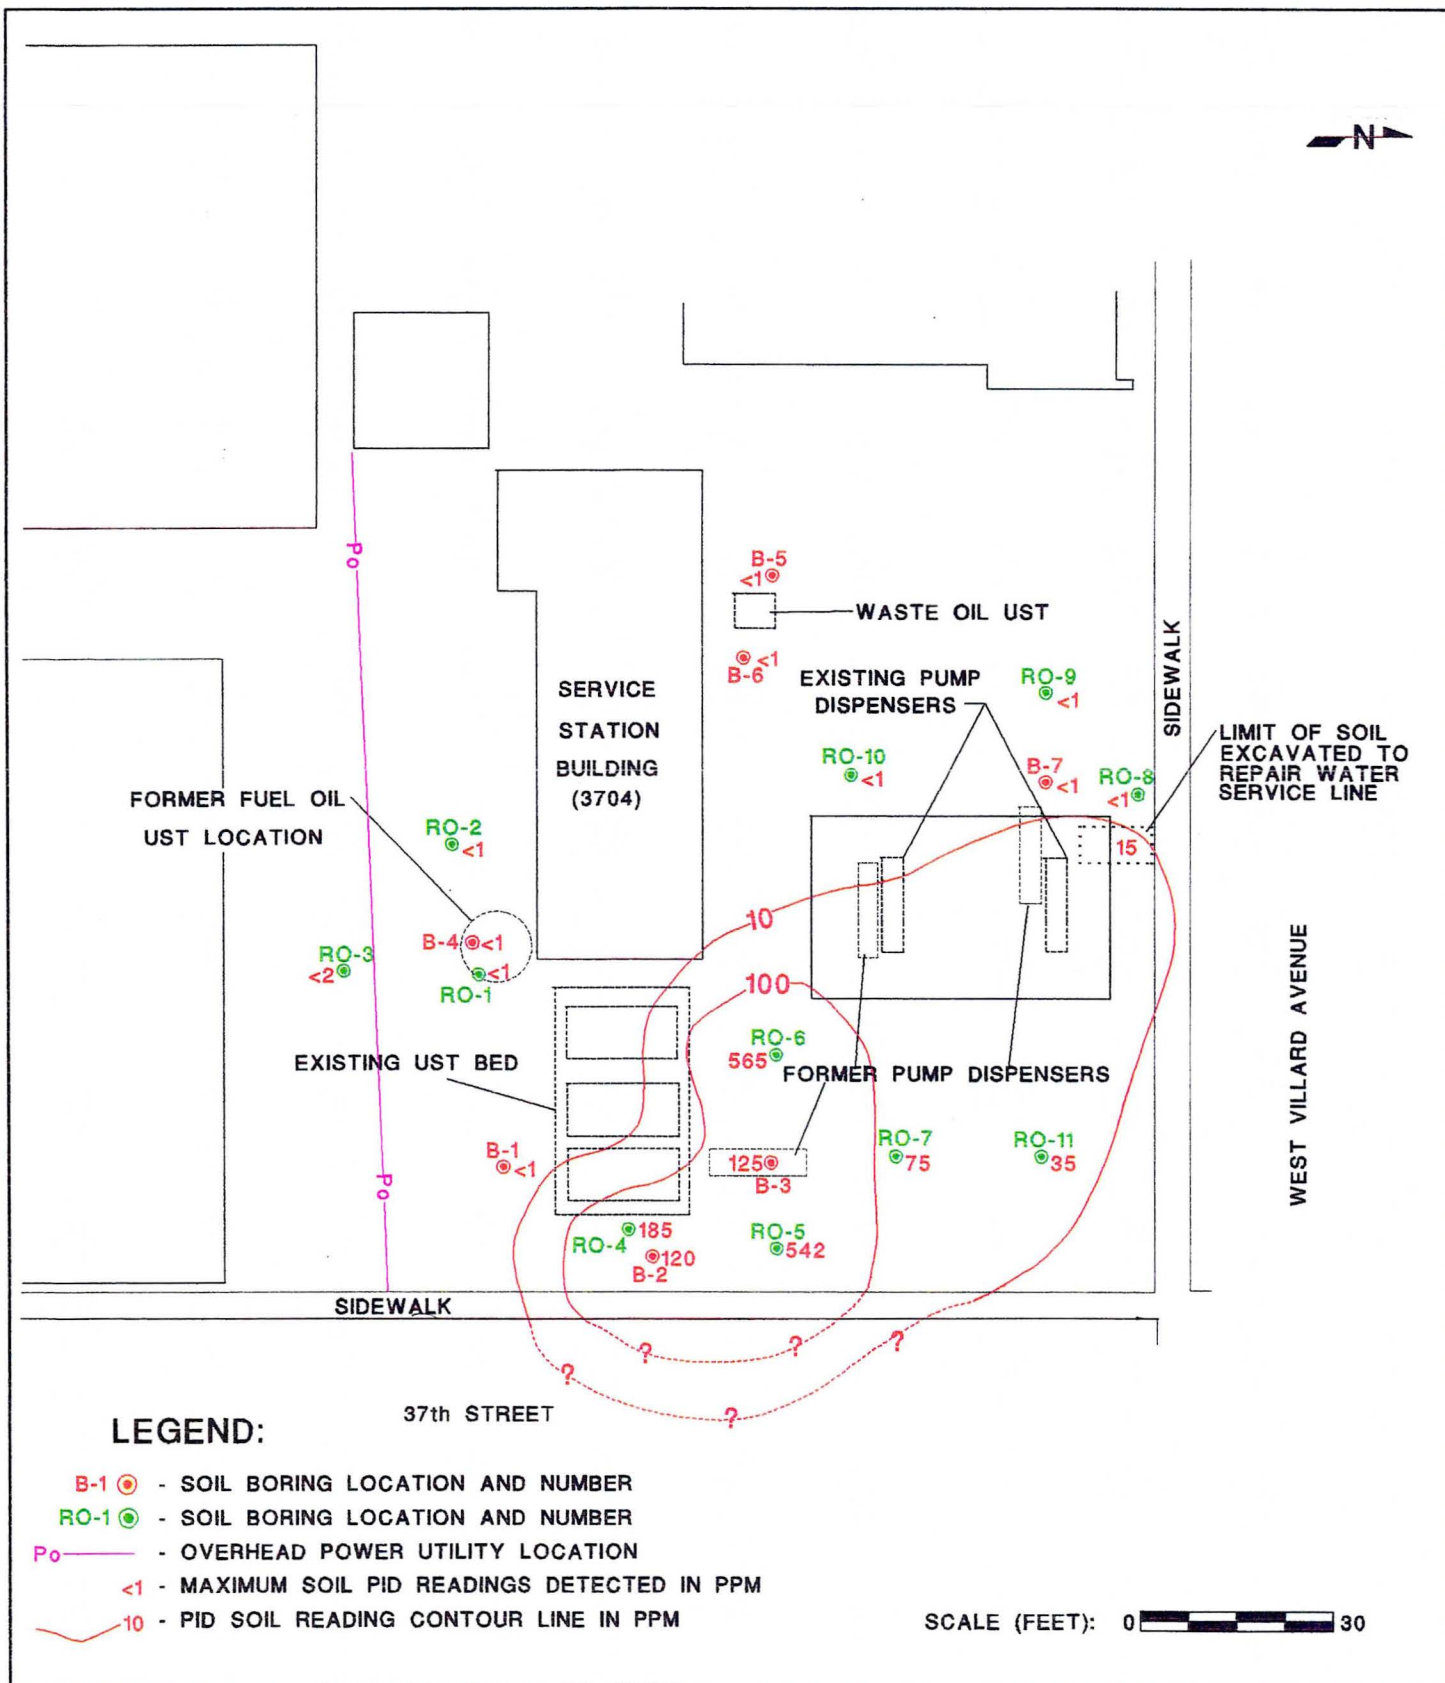 N
Po
B-5
<1
WASTE OIL UST
<1
B-6
SERVICE
STATION
BUILDING
(3704)
EXISTING PUMP
DISPENSERS
RO-9
<1
SIDEWALK
RO-10
<1
B-7
<1
RO-8
<1
LIMIT OF SOIL
EXCAVATED TO
REPAIR WATER
SERVICE LINE
FORMER FUEL OIL
UST LOCATION
RO-2
<1
15
10
B-4
<1
RO-3
<2
<1
RO-1
100
WEST VILLARD AVENUE
RO-6
565
EXISTING UST BED
FORMER PUMP DISPENSERS
B-1
<1
125
B-3
RO-7
75
RO-11
35
Po
RO-4
185
120
B-2
RO-5
542
SIDEWALK
?
?
?
?
?
37th STREET
LEGEND:
B-1 - SOIL BORING LOCATION AND NUMBER
RO-1 - SOIL BORING LOCATION AND NUMBER
Po - OVERHEAD POWER UTILITY LOCATION
<1 - MAXIMUM SOIL PID READINGS DETECTED IN PPM
10 - PID SOIL READING CONTOUR LINE IN PPM
SCALE (FEET): 0 30